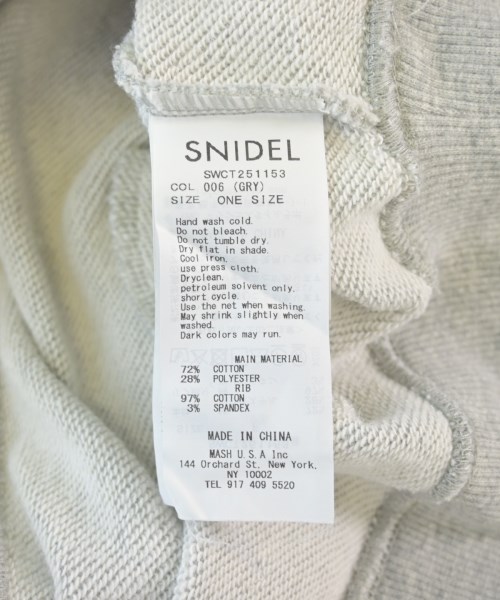 SNIDEL
SWCT251153
COL 006 (GRY)
SIZE ONE SIZE
Hand wash cold.
Do not bleach.
Do not tumble dry.
Dry flat in shade.
Cool iron.
use press cloth.
Dryclean.
petroleum solvent only.
short cycle.
Use the net when washing.
May shrink slightly when
washed.
Dark colors may run.
MAIN MATERIAL
72% COTTON
28% POLYESTER
RIB
97% COTTON
3% SPANDEX
MADE IN CHINA
MASH U.S.A Inc
144 Orchard St. New York,
NY 10002
TEL 917 409 5520